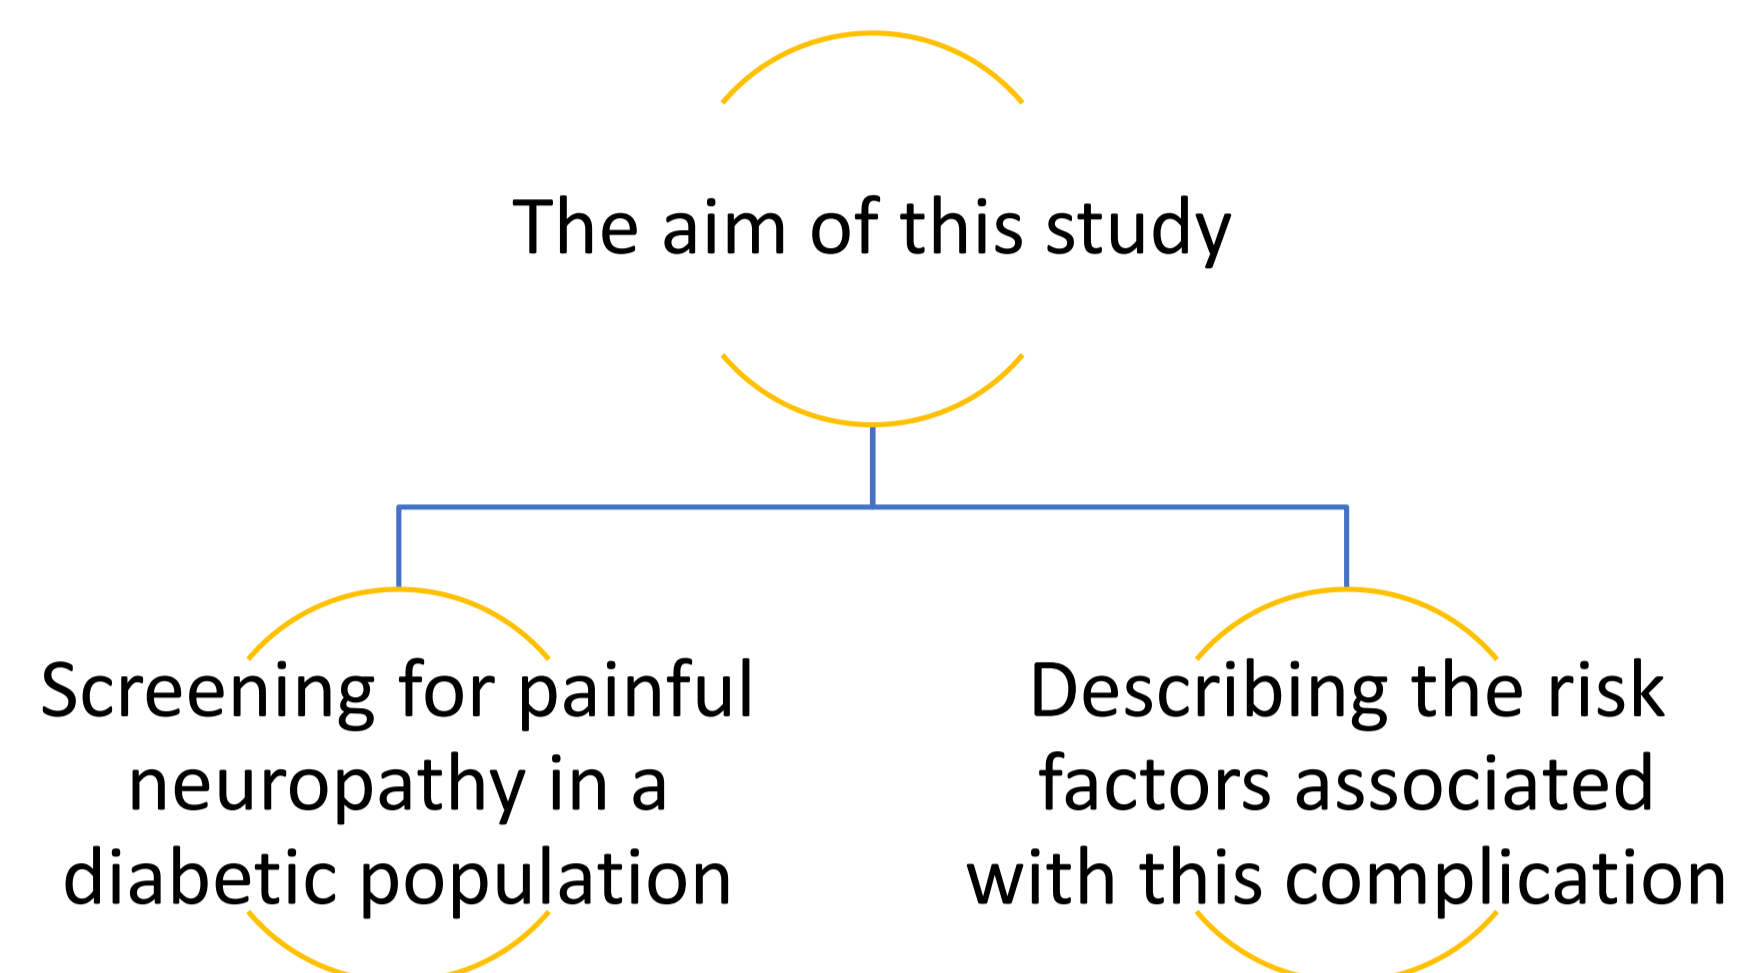 The aim of this study
Screening for painful
neuropathy in a
diabetic population
Describing the risk
factors associated
with this complication